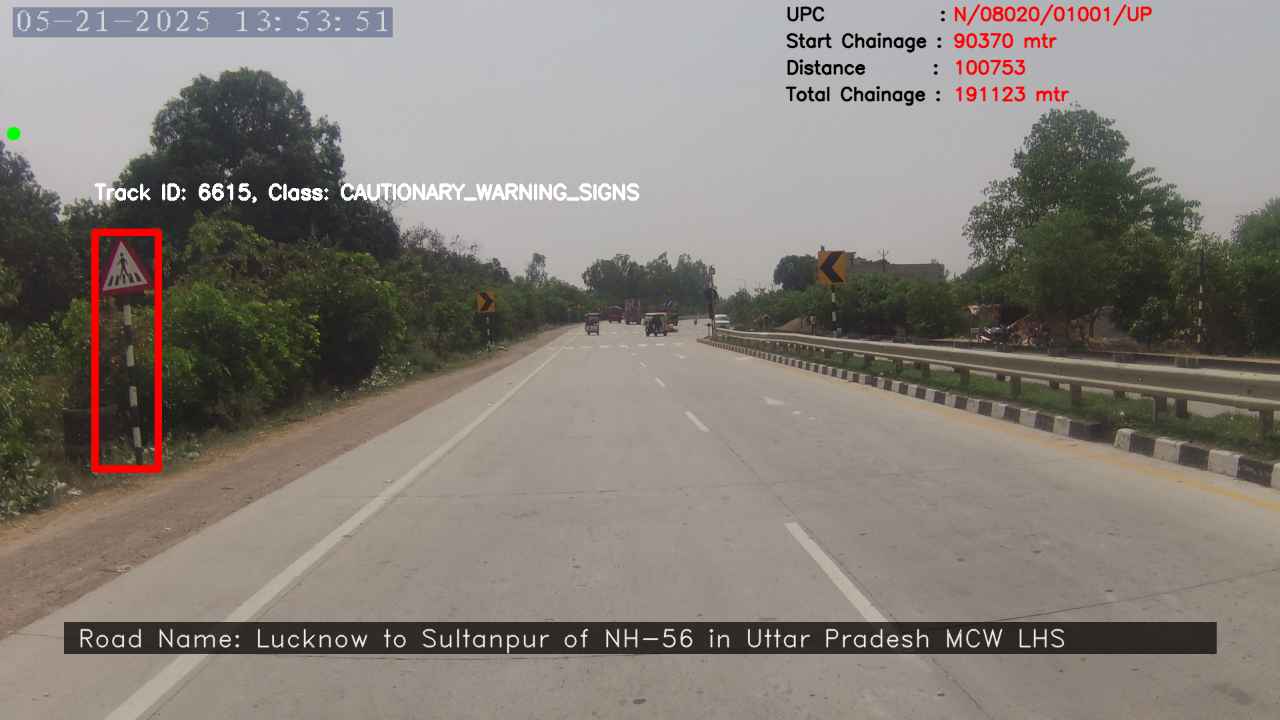 05-21-2025 13:53:51
UPC : N/08020/01001/UP
Start Chainage : 90370 mtr
Distance : 100753
Total Chainage : 191123 mtr
Track ID: 6615, Class: CAUTIONARY_WARNING_SIGNS
Road Name: Lucknow to Sultanpur of NH-56 in Uttar Pradesh MCW LHS